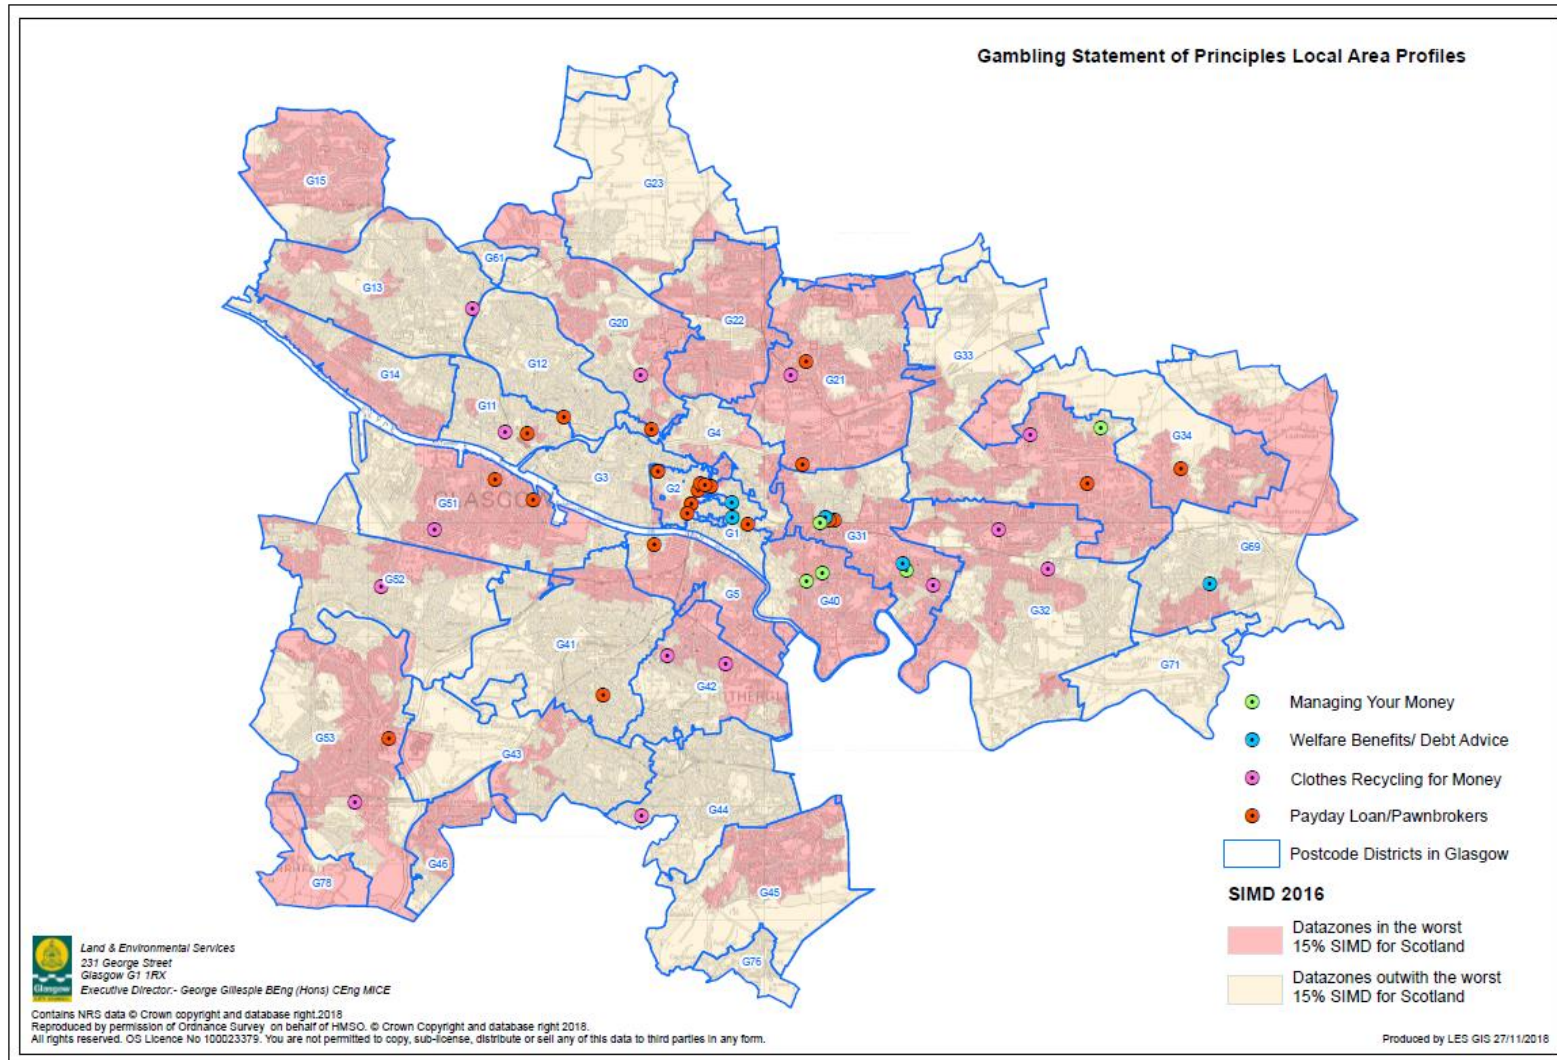 Gambling Statement of Principles Local Area Profiles
G15
G23
G61
G13
G20
G22
G33
G12
G14
G21
G11
G4
G34
G3
G2
G51
GLASGOW
G1
G31
G69
G52
G5
G40
G32
G41
G71
G42
THERGL
G53
G43
G44
G46
G78
G45
G76
Managing Your Money
Welfare Benefits/ Debt Advice
Clothes Recycling for Money
Payday Loan/Pawnbrokers
Postcode Districts in Glasgow
SIMD 2016
Datazones in the worst
15% SIMD for Scotland
Datazones outwith the worst
15% SIMD for Scotland
Glasgow
CITY COUNCIL
Land & Environmental Services
231 George Street
Glasgow G1 1RX
Executive Director:- George Gillespie BEng (Hons) CEng MICE
Contains NRS data © Crown copyright and database right.2018
Reproduced by permission of Ordnance Survey on behalf of HMSO. © Crown Copyright and database right 2018.
All rights reserved. OS Licence No 100023379. You are not permitted to copy, sub-license, distribute or sell any of this data to third parties in any form.
Produced by LES GIS 27/11/2018